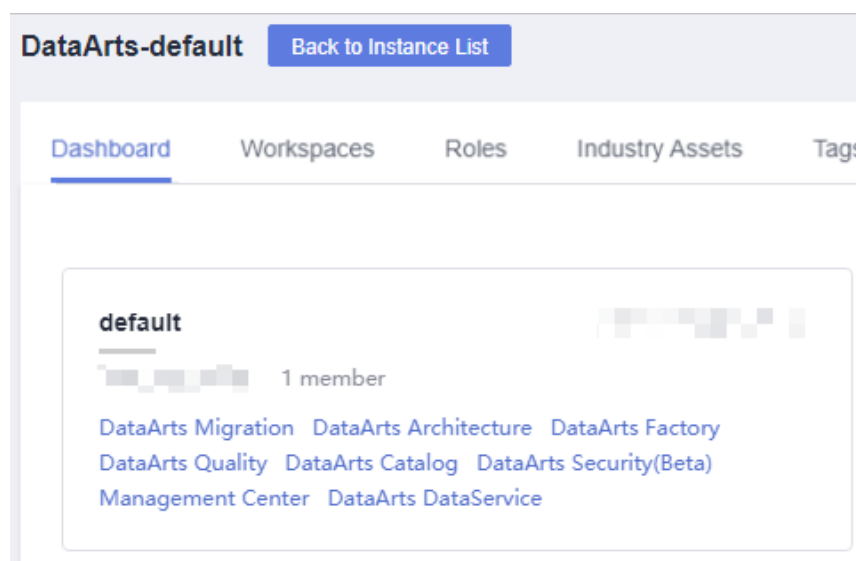 DataArts-default Back to Instance List
Dashboard Workspaces Roles Industry Assets
default
1 member
DataArts Migration DataArts Architecture DataArts Factory
DataArts Quality DataArts Catalog DataArts Security(Beta)
Management Center DataArts DataService